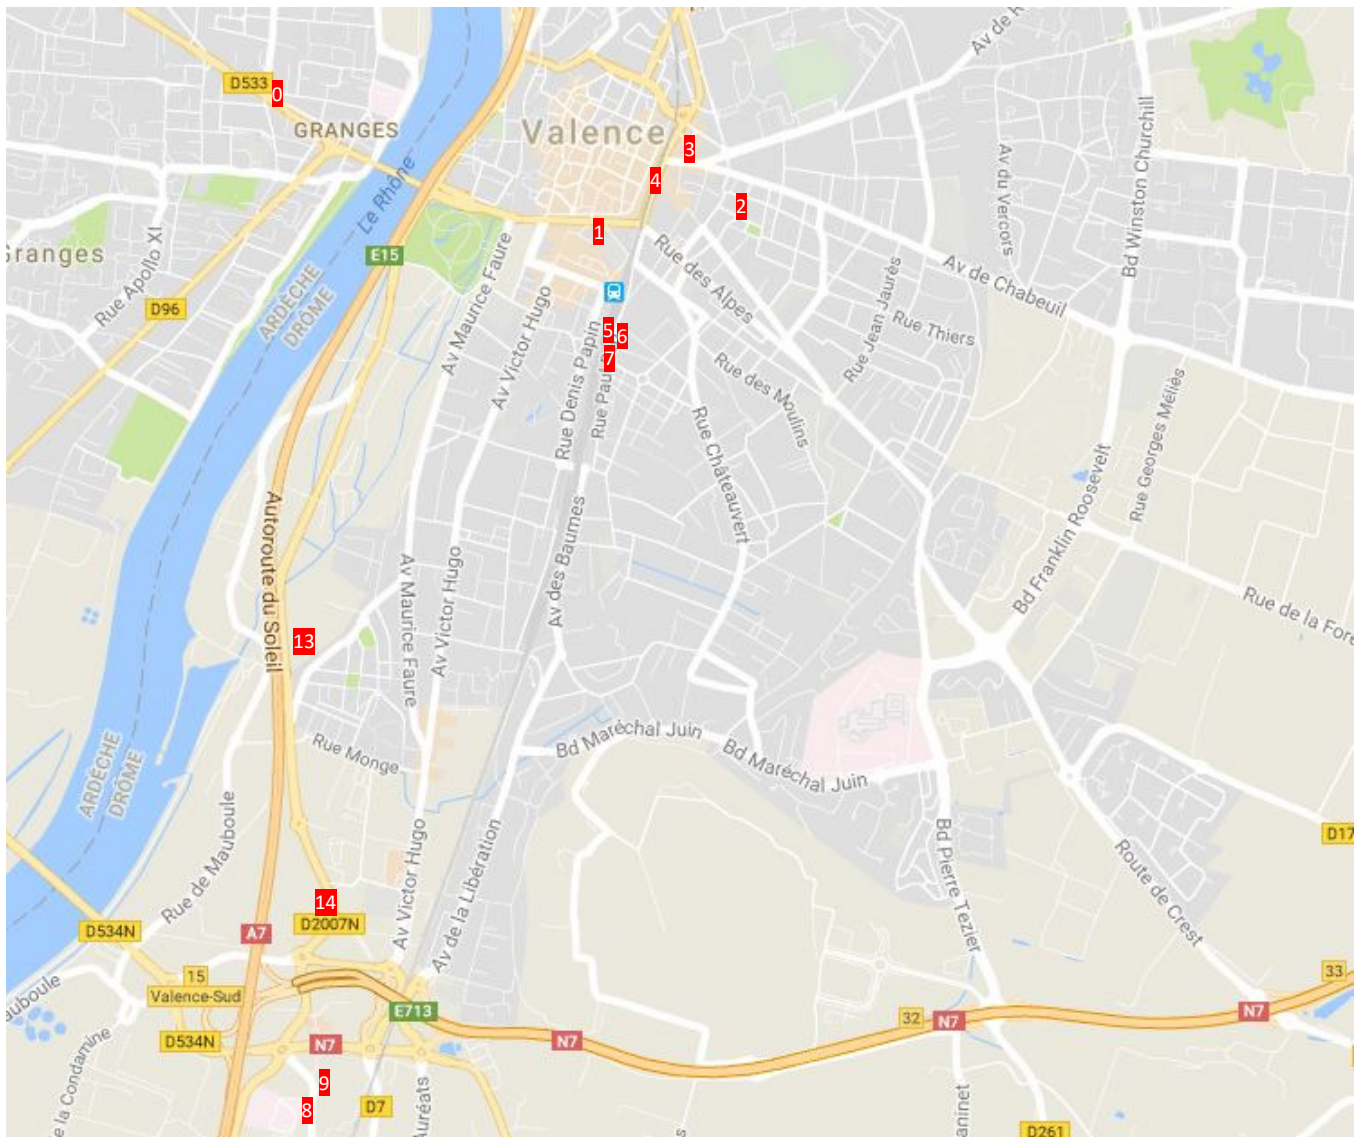 D533
0
GRANGES
Valence
3
4
2
1
Le Rhône
Av du Vercors
Bd Winston Churchill
Granges
Rue Apollo XI
E15
D96
ARDÈCHE
DRÔME
Av Maurice Faure
Av Victor Hugo
Rue des Alpes
Av de Chabeuil
Rue Jean Jaurès
Rue Thiers
5
6
7
Rue Denis Papin
Rue des Moulins
Rue Châteauvert
Rue Georges Méliès
Bd Franklin Roosevelt
Autoroute du Soleil
Av des Baumes
Av Maurice Faure
Av Victor Hugo
Rue de la Fore
13
ARDÈCHE
DRÔME
Rue Monge
Bd Maréchal Juin
Bd Maréchal Juin
Rue de Mauboule
Av Victor Hugo
Av de la Libération
Bd Pierre Tezier
Route de Crest
D17
14
D2007N
D534N
A7
15
Valence-Sud
auboule
E713
33
32
N7
N7
N7
D534N
N7
e la Condamine
9
8
D7
Auréats
aninet
s
D261